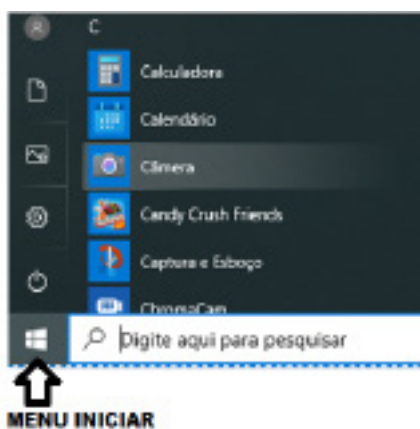 C
Calculadora
Calendário
Câmera
Candy Crush Friends
Captura e Esboço
ChromaCam
Digite aqui para pesquisar
MENU INICIAR